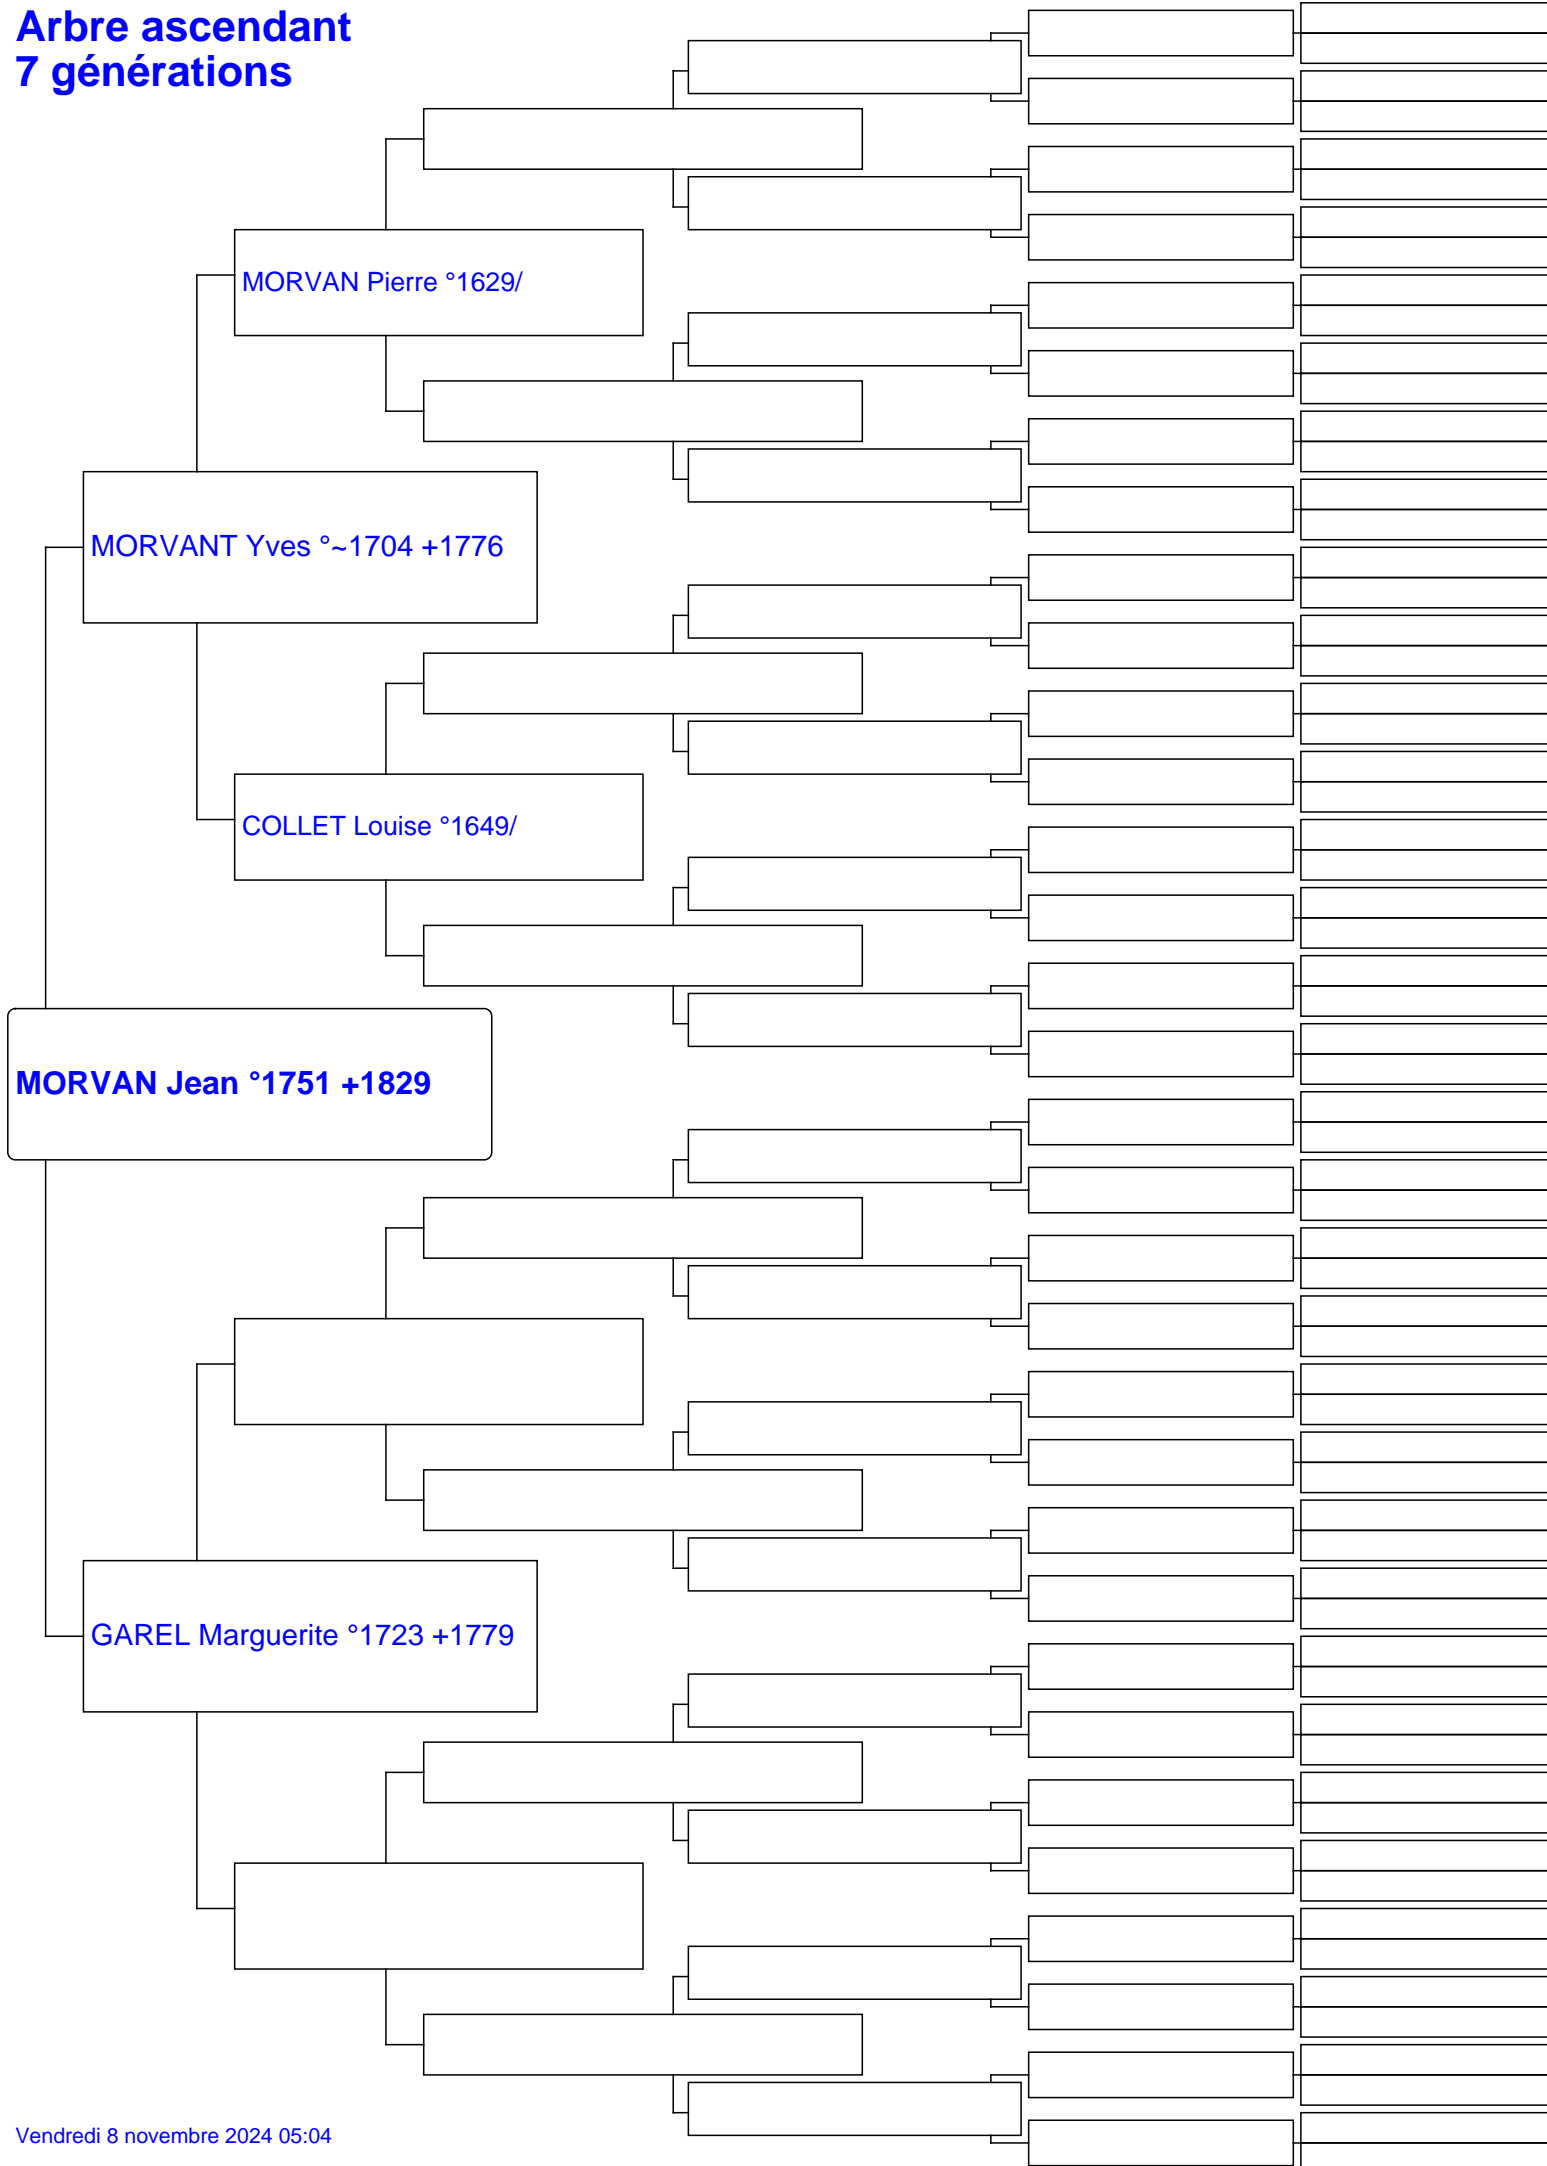 Arbre ascendant
7 générations
MORVAN Pierre °1629/
MORVANT Yves °~1704 +1776
COLLET Louise °1649/
MORVAN Jean °1751 +1829
GAREL Marguerite °1723 +1779
Vendredi 8 novembre 2024 05:04